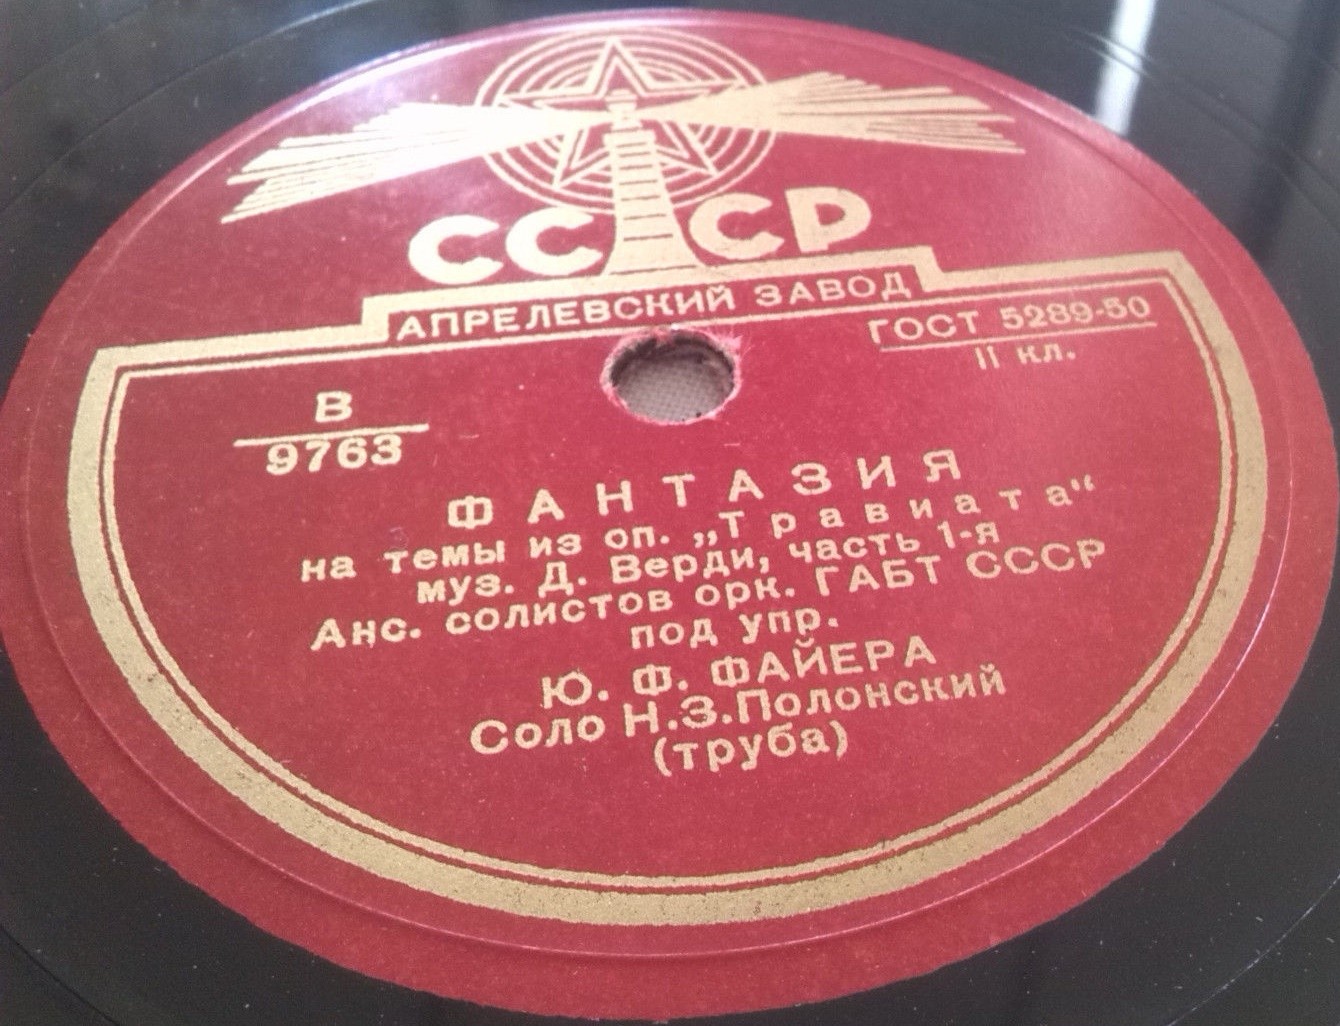 СССР
АПРЕЛЕВСКИЙ ЗАВОД
ГОСТ 5289-50
II кл.
В
9763
ФАНТАЗИЯ
на темы из оп. „Травиата“
муз. Д. Верди, часть 1-я
Анс. солистов орк. ГАБТ СССР
под упр.
Ю. Ф. ФАЙЕРА
Соло Н.З.Полонский
(труба)